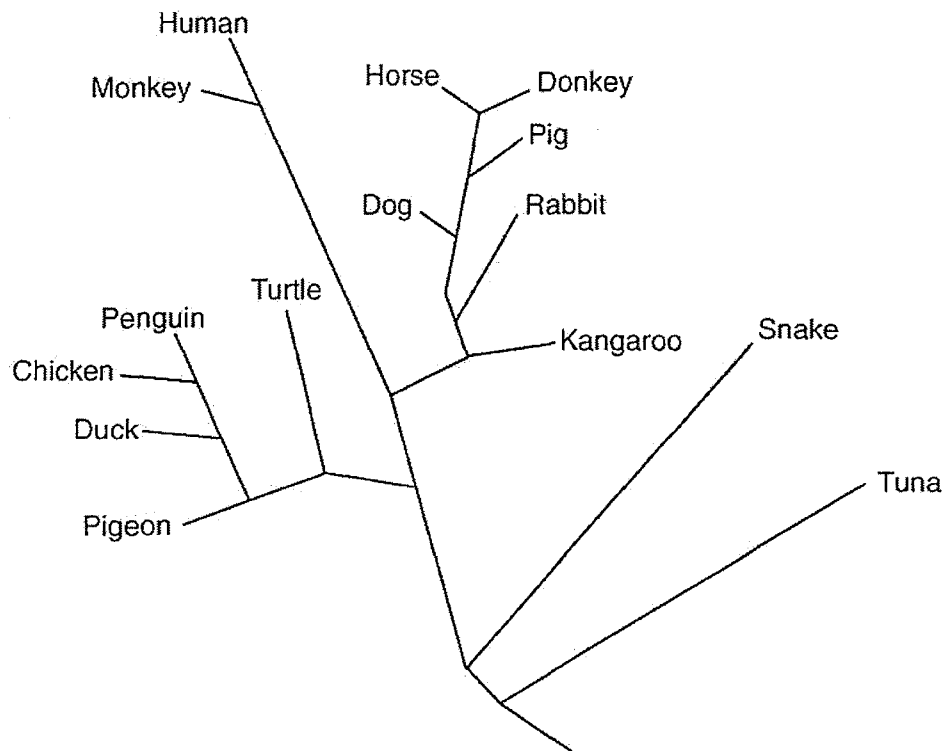 Human
Monkey
Horse
Donkey
Pig
Dog
Rabbit
Turtle
Penguin
Snake
Kangaroo
Chicken
Duck
Tuna
Pigeon